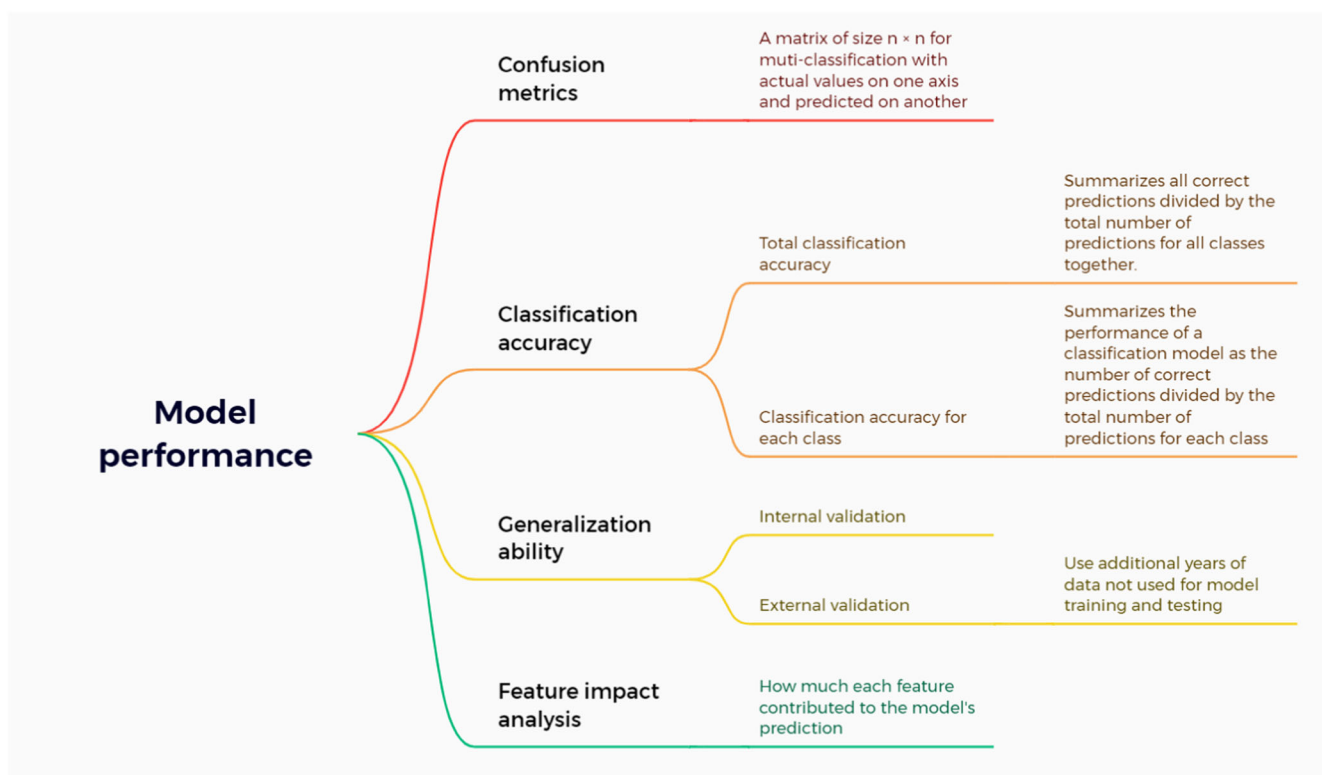 Model
performance
Confusion
metrics
A matrix of size n × n for
muti-classification with
actual values on one axis
and predicted on another
Classification
accuracy
Total classification
accuracy
Summarizes all correct
predictions divided by the
total number of
predictions for all classes
together.
Classification accuracy for
each class
Summarizes the
performance of a
classification model as the
number of correct
predictions divided by the
total number of
predictions for each class
Generalization
ability
Internal validation
External validation
Use additional years of
data not used for model
training and testing
Feature impact
analysis
How much each feature
contributed to the model's
prediction